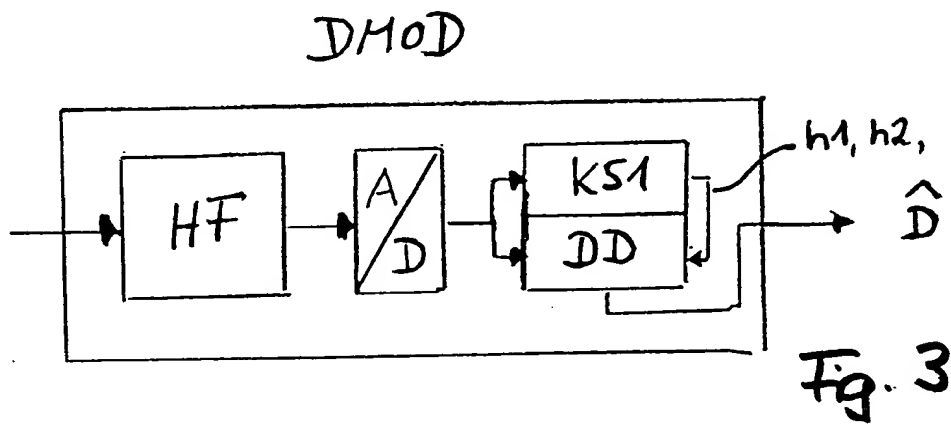 DMOD
h1, h2,
HF
A/D
KS1
DD
D̂
Fig. 3